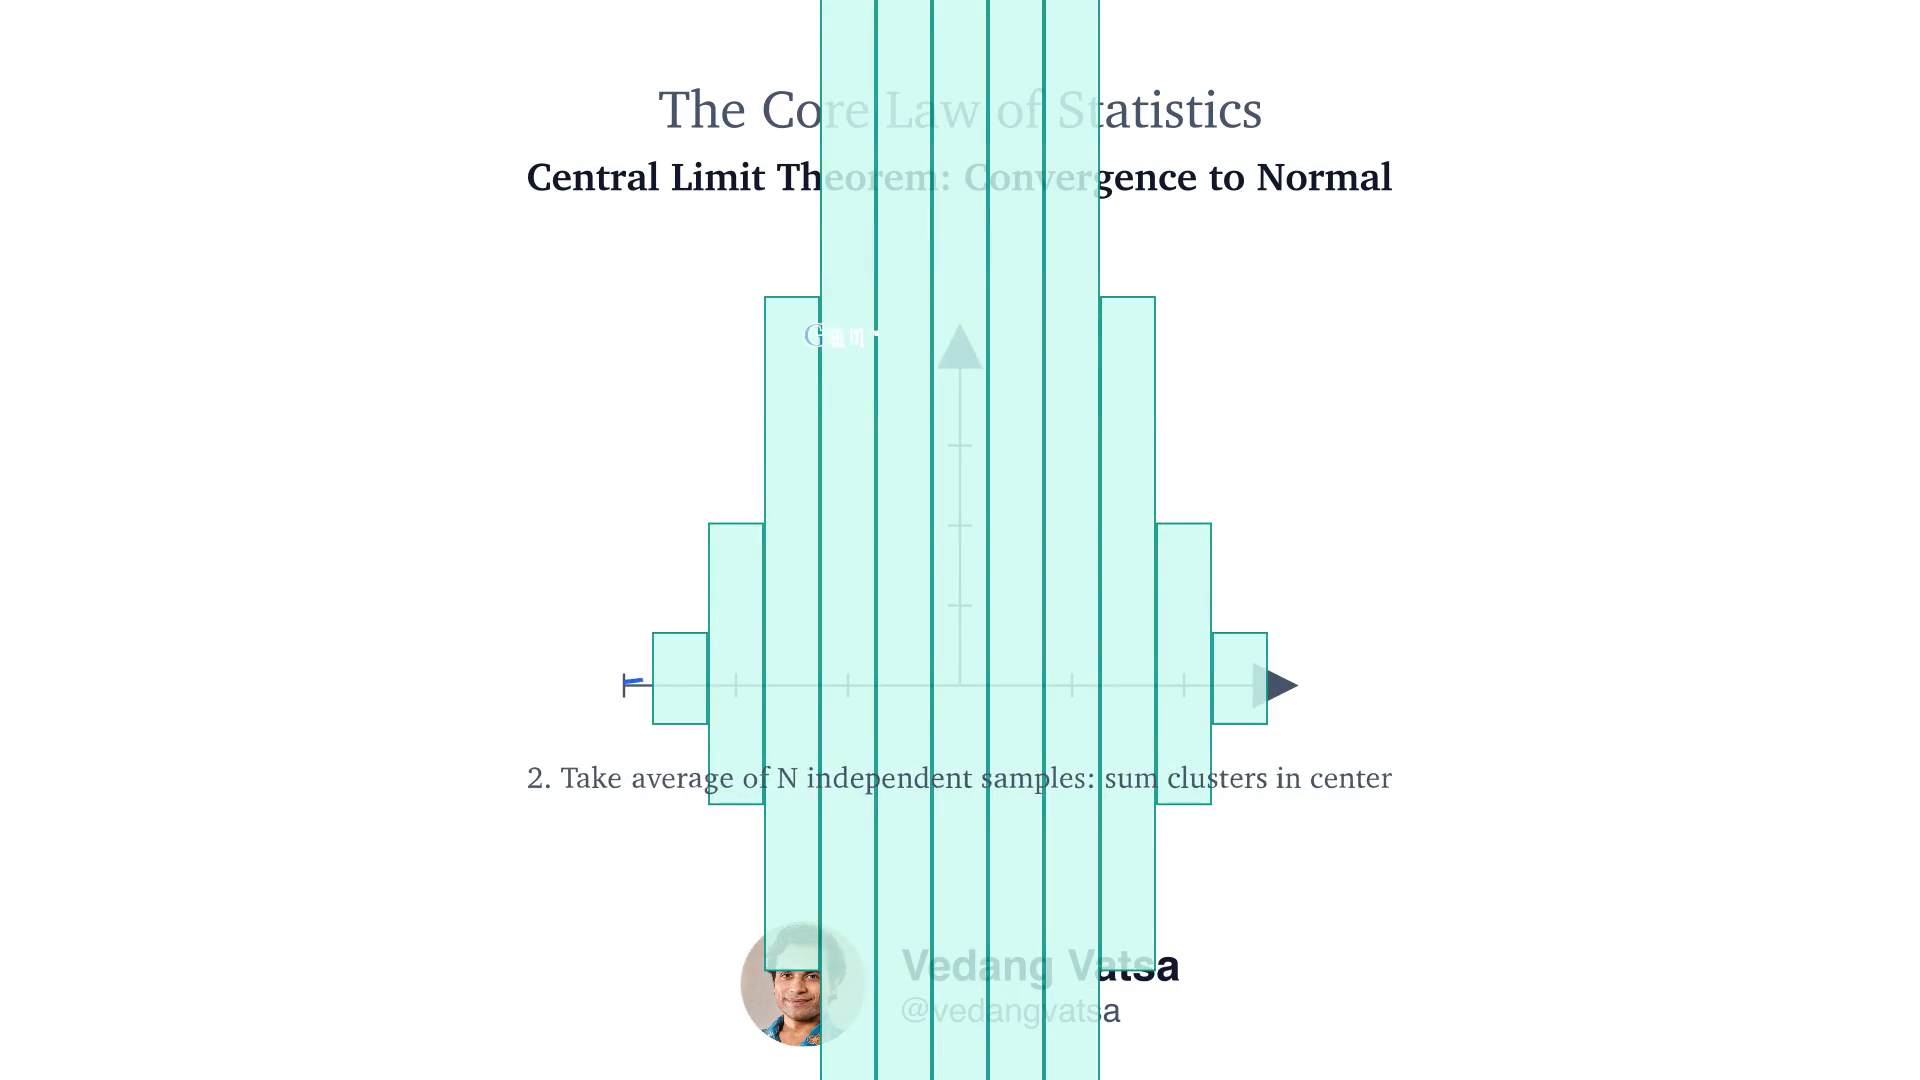 The Core Law of Statistics
Central Limit Theorem: Convergence to Normal
2. Take average of N independent samples: sum clusters in center
Vedang Vatsa
@vedangvatsa